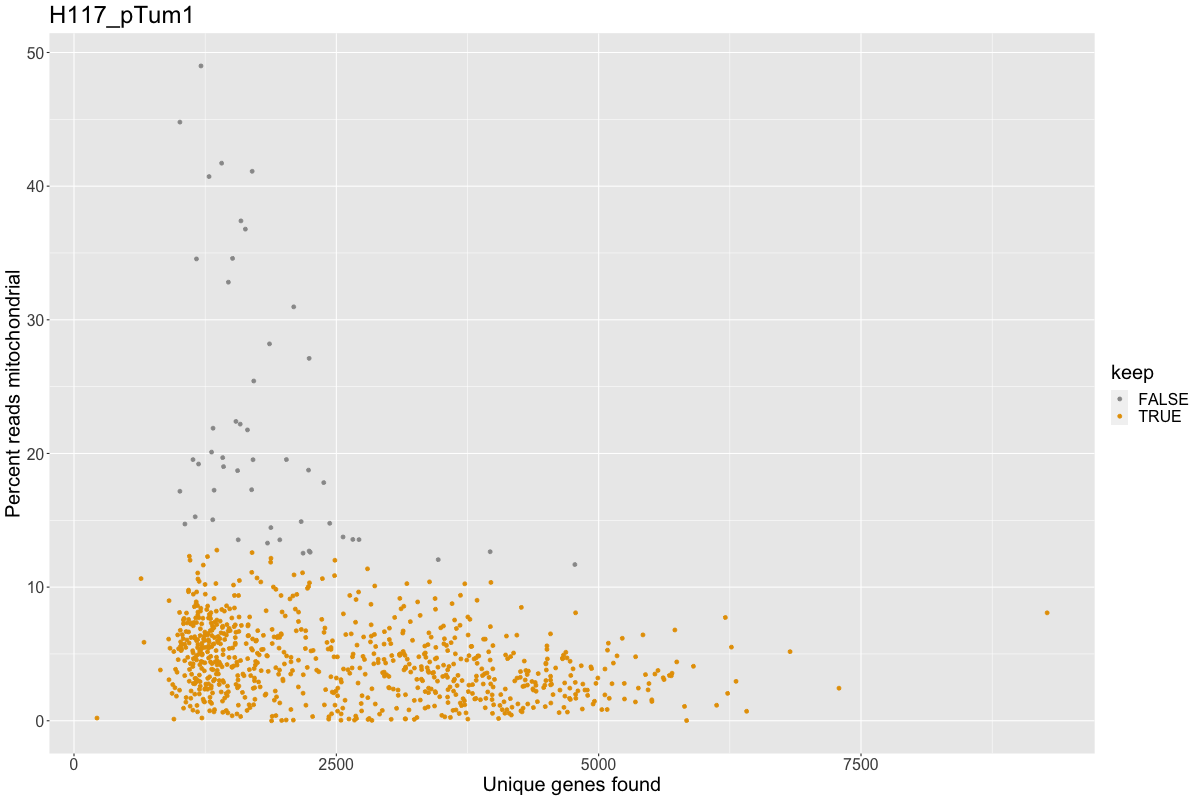 H117_pTum1
Percent reads mitochondrial
50
40
30
20
10
0
0 2500 5000 7500
Unique genes found
keep
FALSE
TRUE